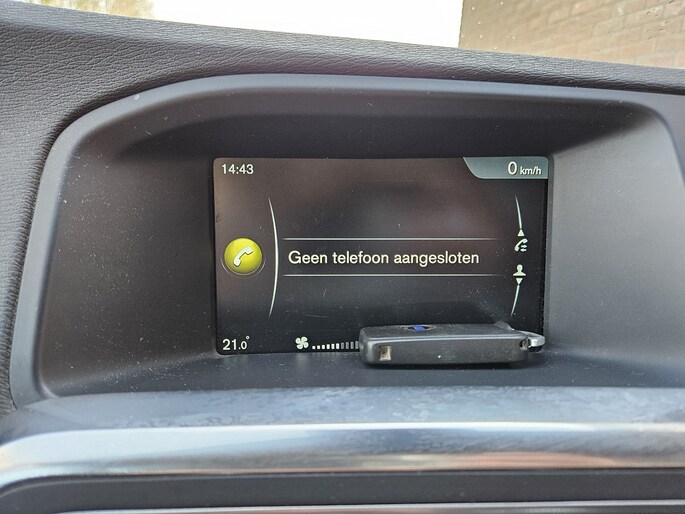 14:43
0 km/h
Geen telefoon aangesloten
21.0°